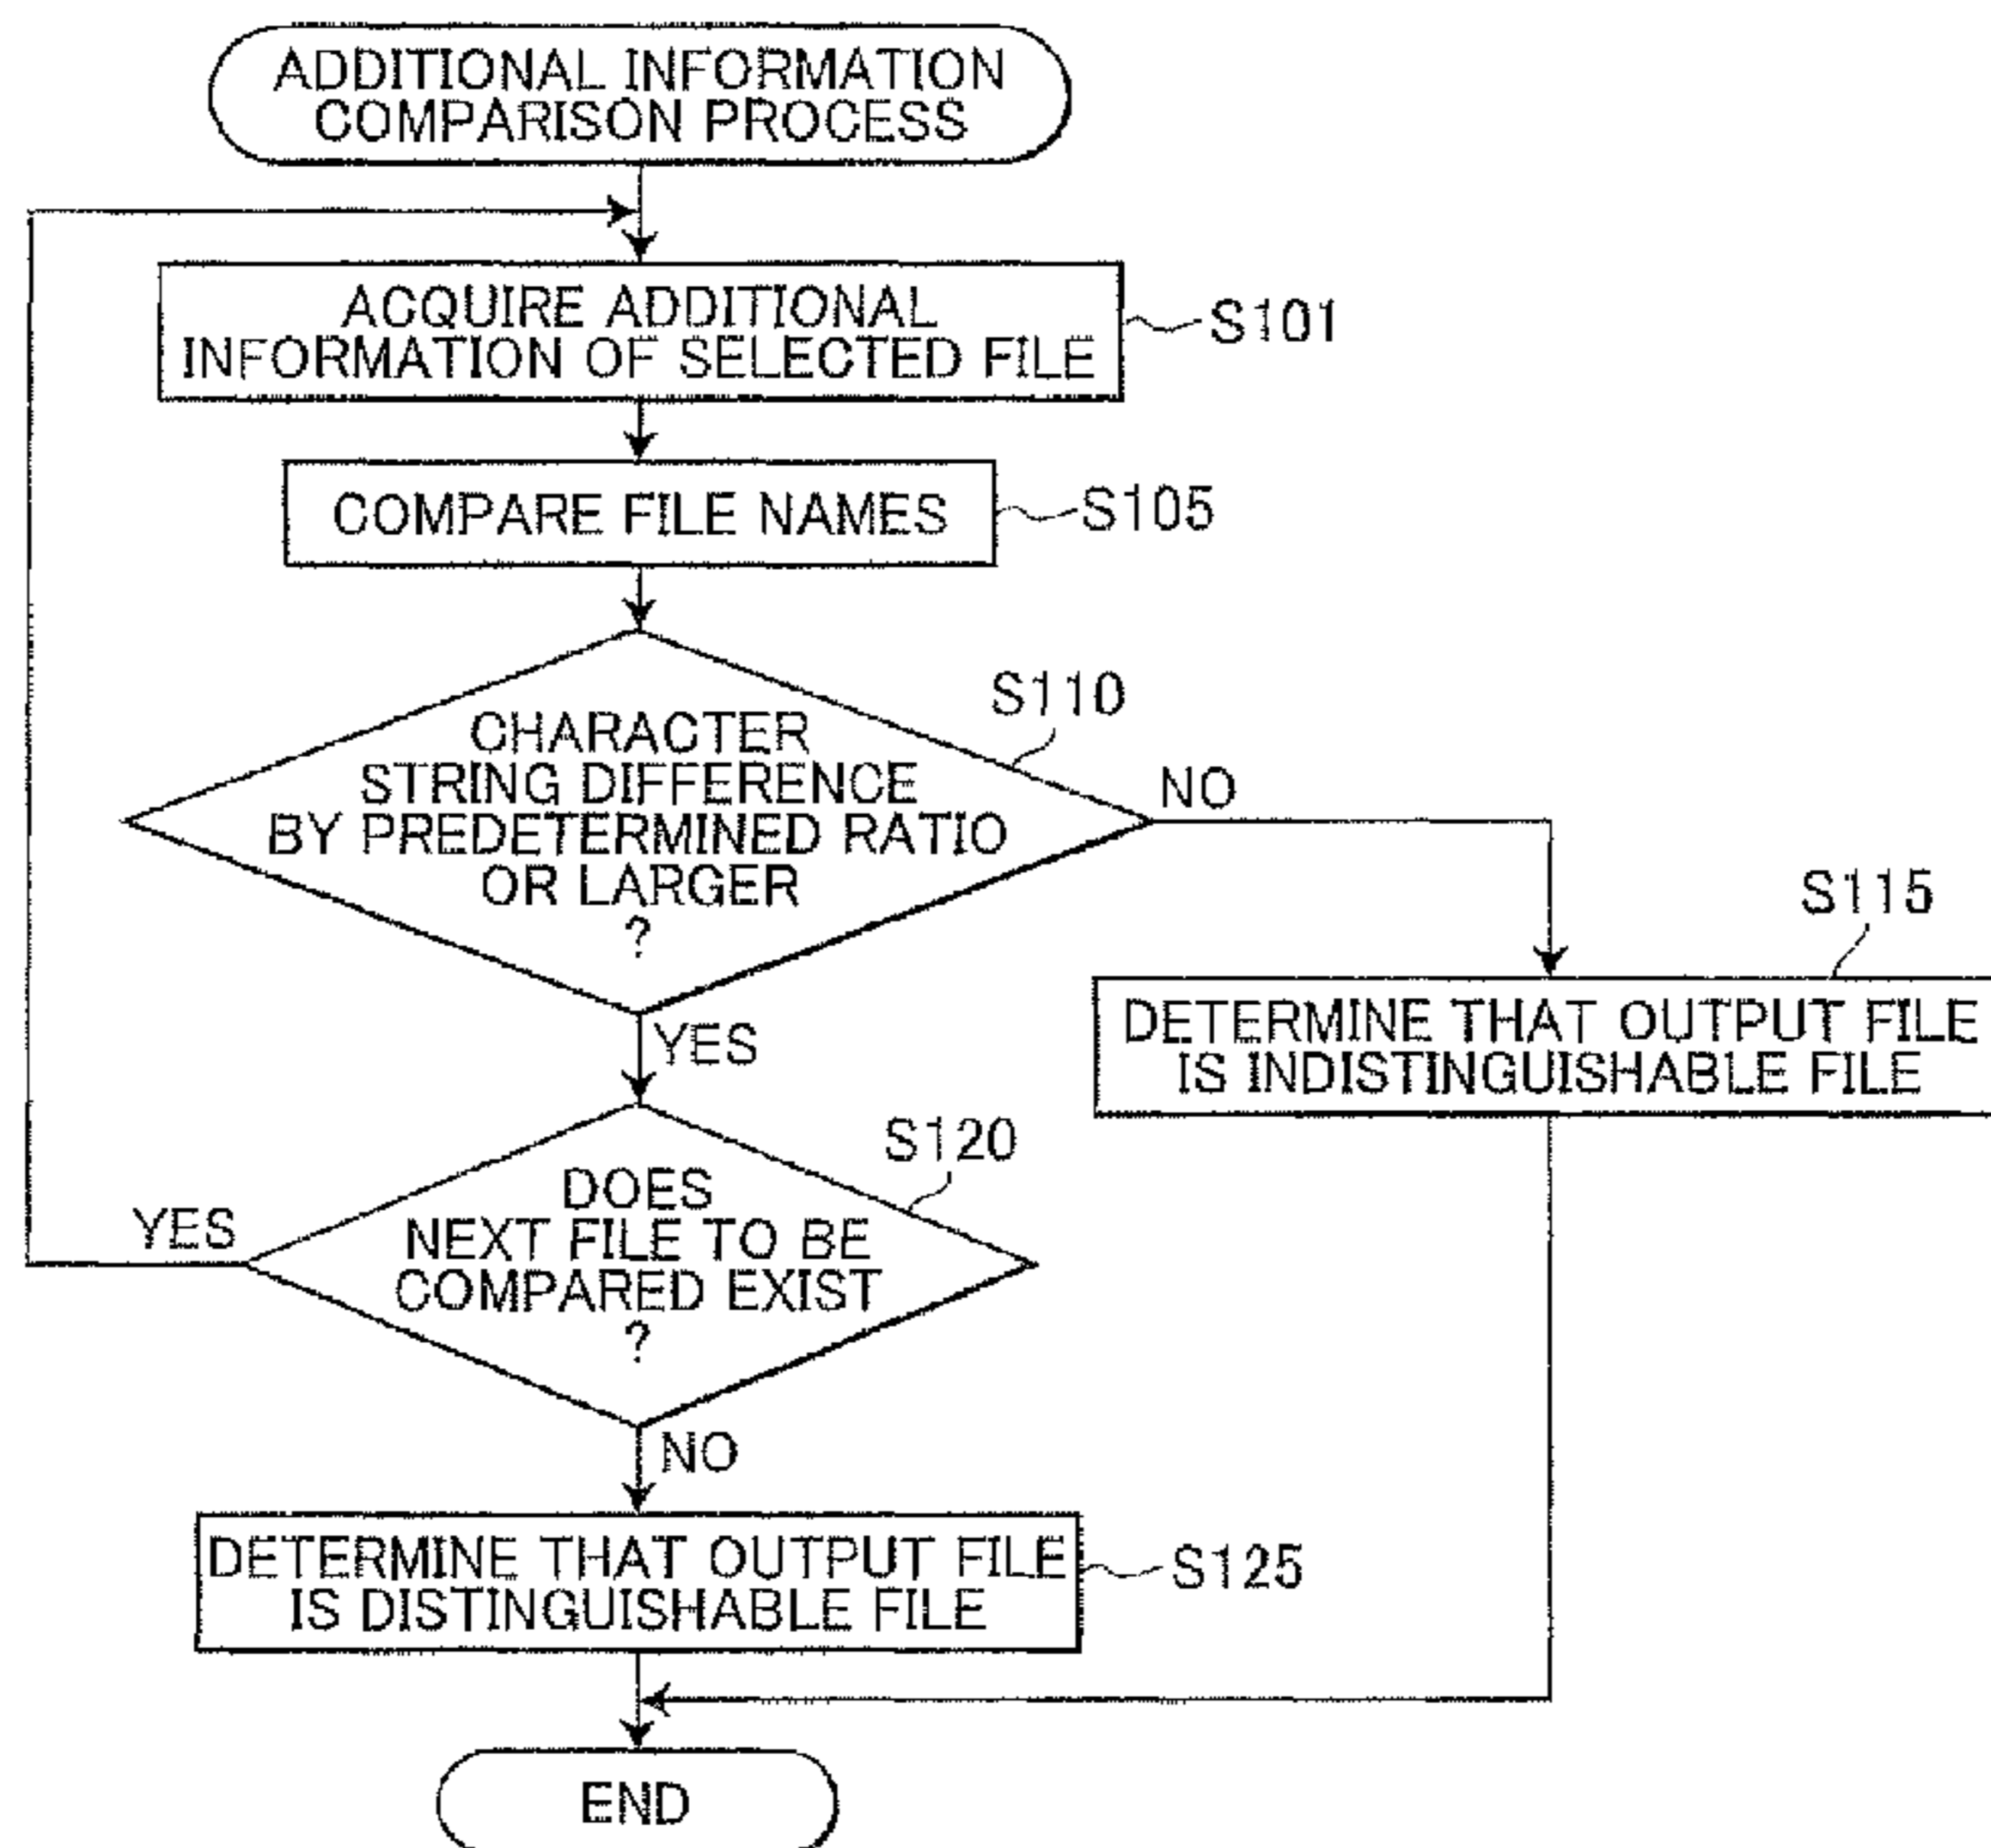 ADDITIONAL INFORMATION
COMPARISON PROCESS
ACQUIRE ADDITIONAL
INFORMATION OF SELECTED FILE
S101
COMPARE FILE NAMES
S105
S110
CHARACTER
STRING DIFFERENCE
BY PREDETERMINED RATIO
OR LARGER
?
NO
S115
DETERMINE THAT OUTPUT FILE
IS INDISTINGUISHABLE FILE
YES
S120
DOES
NEXT FILE TO BE
COMPARED EXIST
?
YES
NO
DETERMINE THAT OUTPUT FILE
IS DISTINGUISHABLE FILE
S125
END